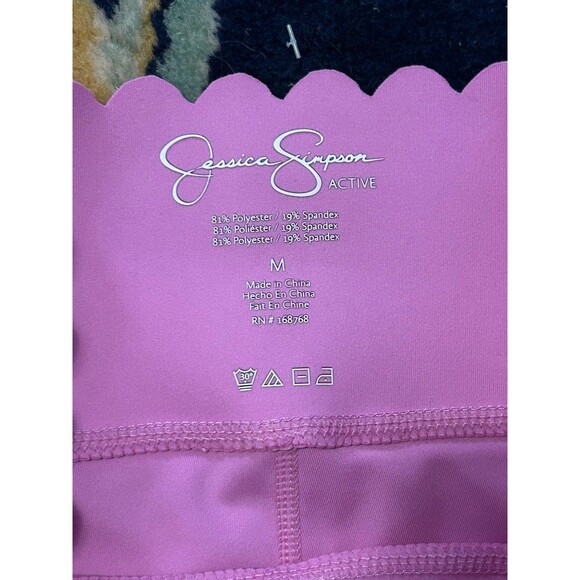 Jessica Simpson
ACTIVE
81% Polyester / 19% Spandex
81% Poliéster / 19% Spandex
81% Polyester / 19% Spandex
M
Made in China
Hecho En China
Fait En Chine
RN # 168768
30°